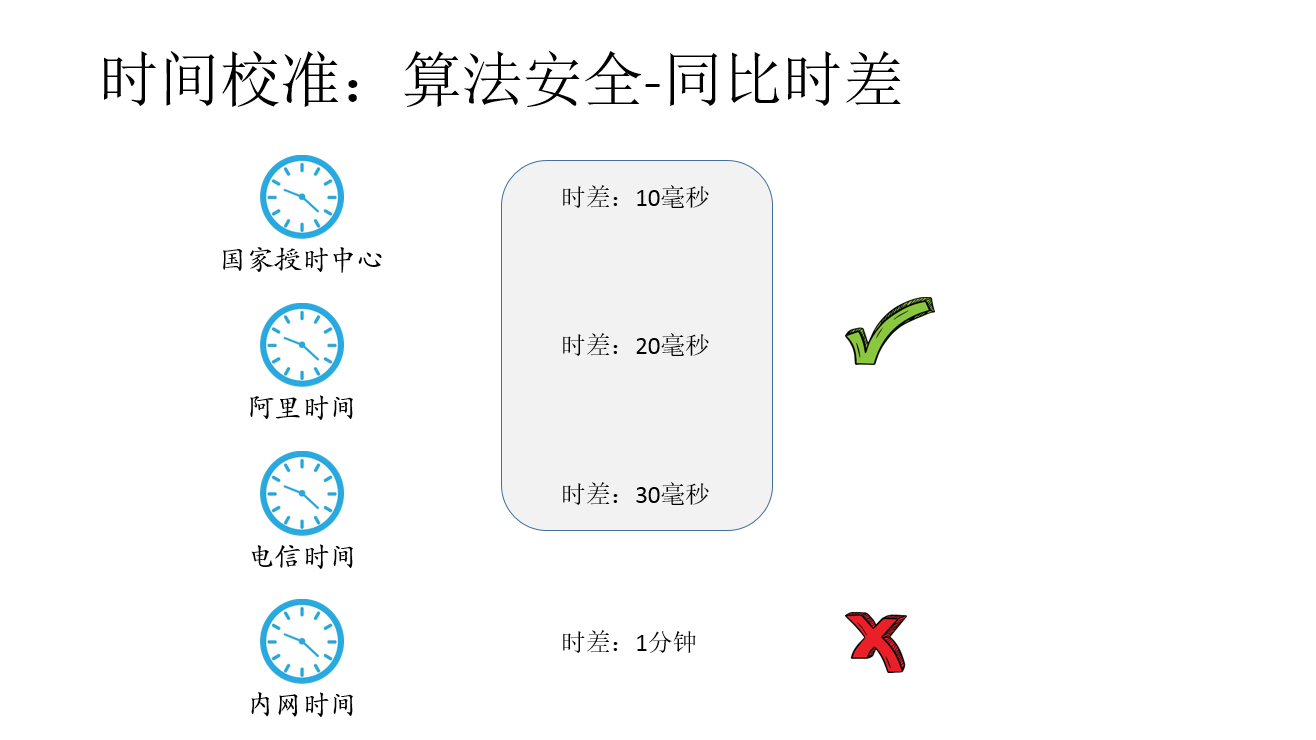 时间校准：算法安全-同比时差
时差：10毫秒
国家授时中心
时差：20毫秒
阿里时间
时差：30毫秒
电信时间
时差：1分钟
内网时间